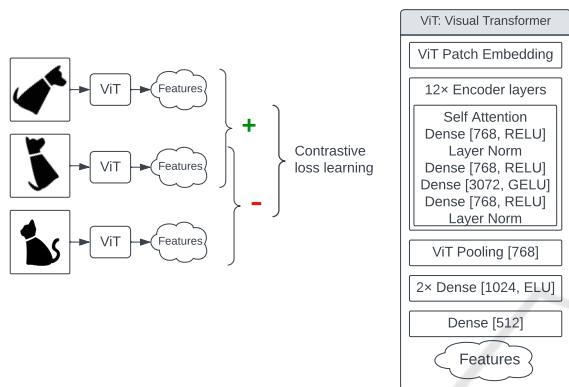 ViT
Features
ViT
Features
ViT
Features
+
-
Contrastive
loss learning
ViT: Visual Transformer
ViT Patch Embedding
12× Encoder layers
Self Attention
Dense [768, RELU]
Layer Norm
Dense [768, RELU]
Dense [3072, GELU]
Dense [768, RELU]
Layer Norm
ViT Pooling [768]
2× Dense [1024, ELU]
Dense [512]
Features